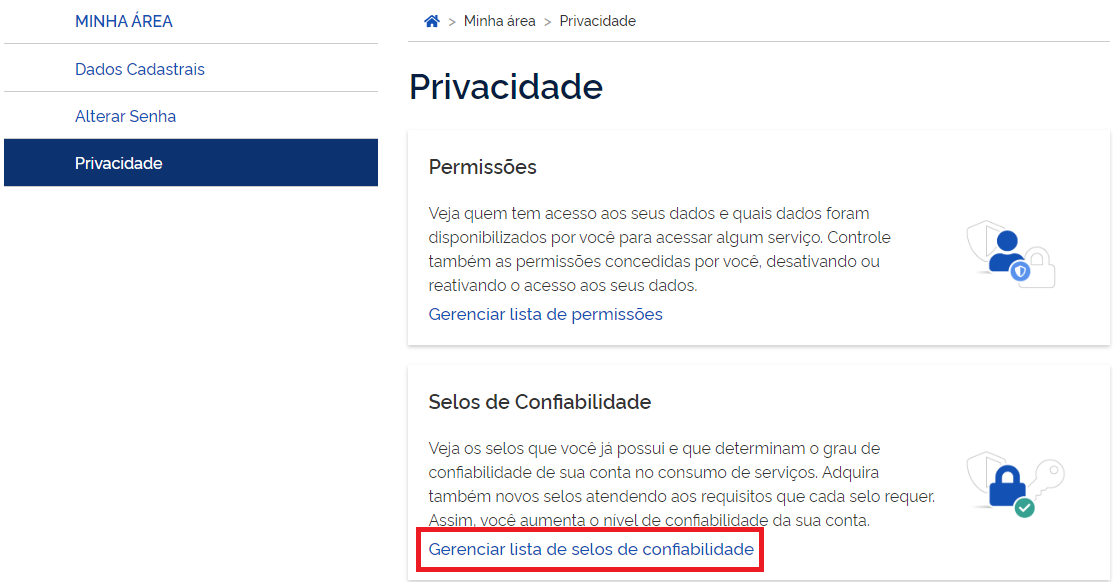 MINHA ÁREA
Dados Cadastrais
Alterar Senha
Privacidade
> Minha área > Privacidade
Privacidade
Permissões
Veja quem tem acesso aos seus dados e quais dados foram
disponibilizados por você para acessar algum serviço. Controle
também as permissões concedidas por você, desativando ou
reativando o acesso aos seus dados.
Gerenciar lista de permissões
Selos de Confiabilidade
Veja os selos que você já possui e que determinam o grau de
confiabilidade de sua conta no consumo de serviços. Adquira
também novos selos atendendo aos requisitos que cada selo requer.
Assim, você aumenta o nível de confiabilidade da sua conta.
Gerenciar lista de selos de confiabilidade